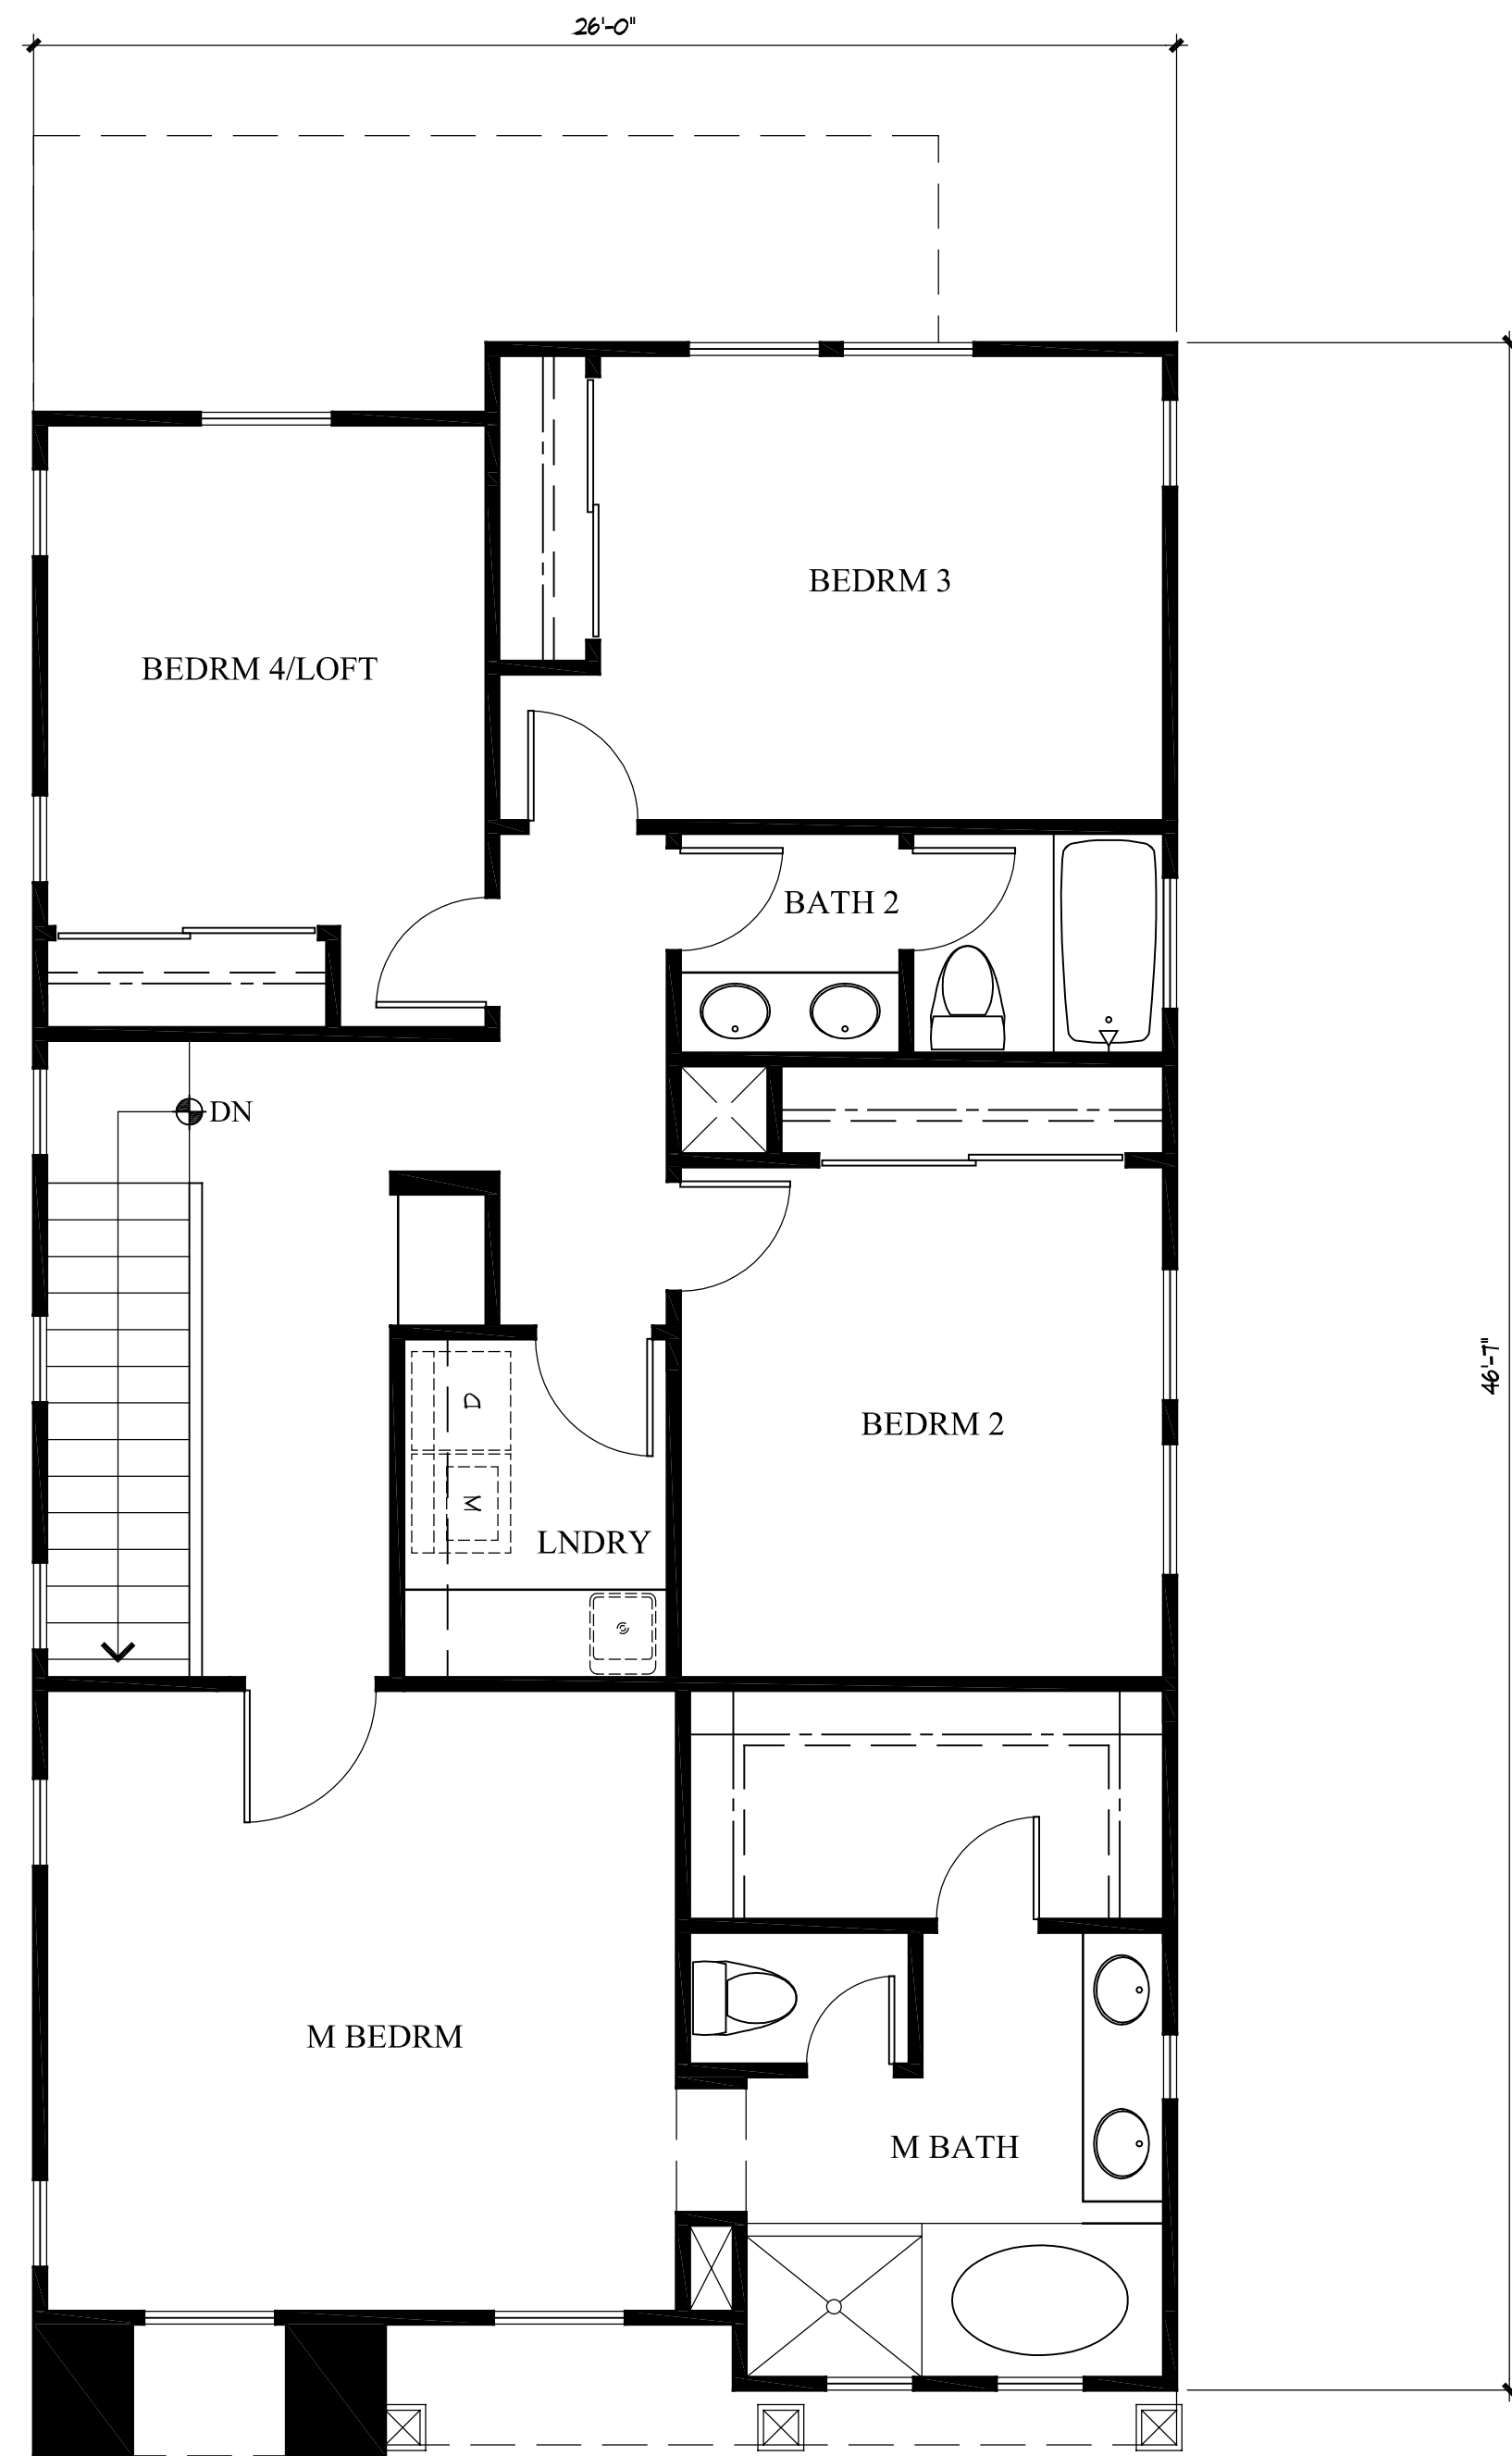 26'-0"
BEDRM 3
BEDRM 4/LOFT
BATH 2
DN
46'-7"
D
BEDRM 2
M
LNDRY
M BEDRM
M BATH